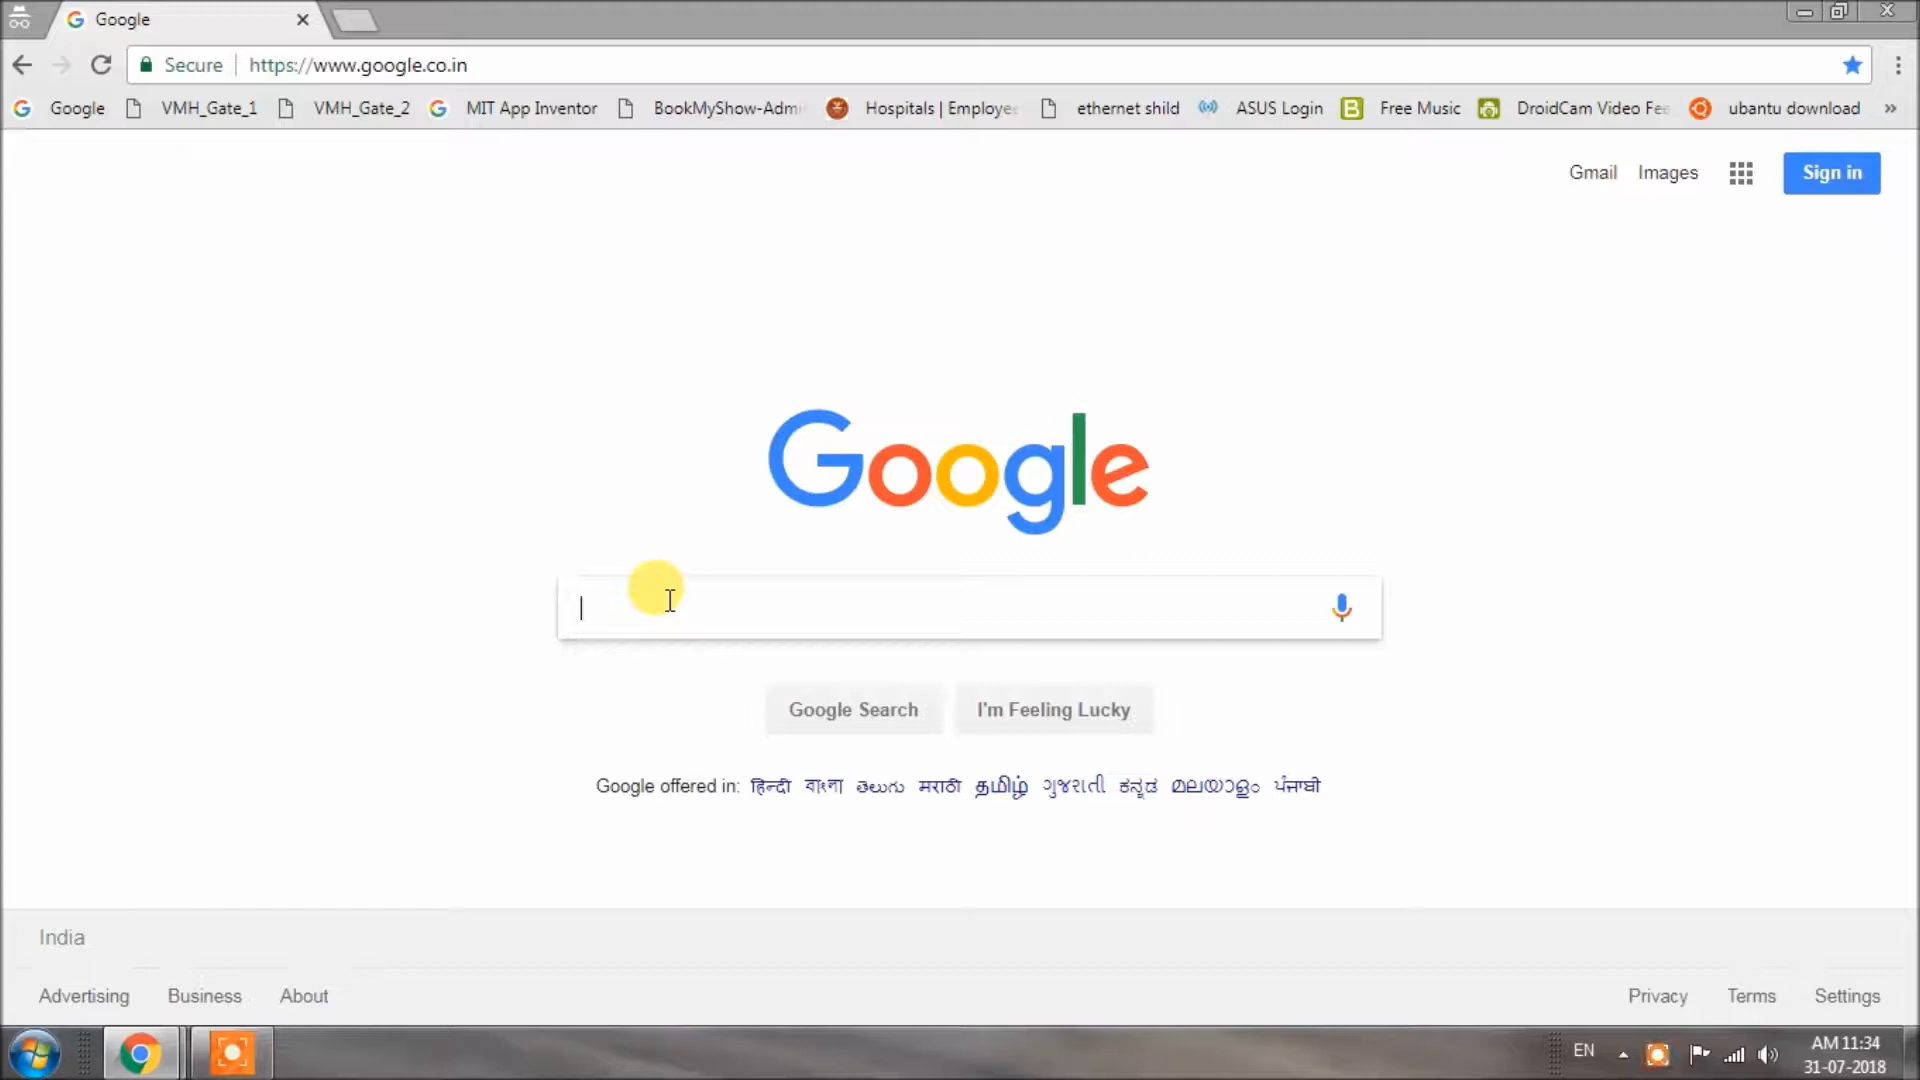 Google
Secure https://www.google.co.in
Google VMH_Gate_1 VMH_Gate_2 MIT App Inventor BookMyShow-Adm Hospitals | Employe ethernet shild ASUS Login Free Music DroidCam Video Fe ubantu download »
Gmail Images Sign in
Google
Google Search I'm Feeling Lucky
Google offered in: हिन्दी বাংলা తెలుగు मराठी தமிழ் ગુજરાતી ಕನ್ನಡ മലയാളം ਪੰਜਾਬੀ
India
Advertising Business About Privacy Terms Settings
EN AM 11:34
31-07-2018